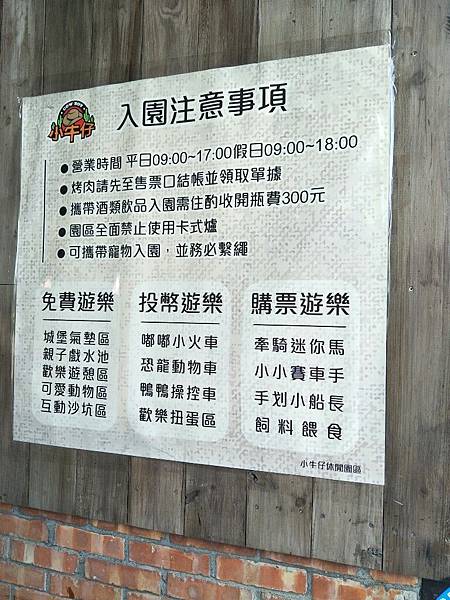 小牛仔
入園注意事項
●營業時間 平日09:00~17:00假日09:00~18:00
●烤肉請先至售票口結帳並領取單據
●攜帶酒類飲品入園需住酌收開瓶費300元
●園區全面禁止使用卡式爐
●可攜帶寵物入園，並務必繫繩
免費遊樂
城堡氣墊區
親子戲水池
歡樂遊憩區
可愛動物區
互動沙坑區
投幣遊樂
嘟嘟小火車
恐龍動物車
鴨鴨操控車
歡樂扭蛋區
購票遊樂
牽騎迷你馬
小小賽車手
手划小船長
飼料餵食
小牛仔休閒園區